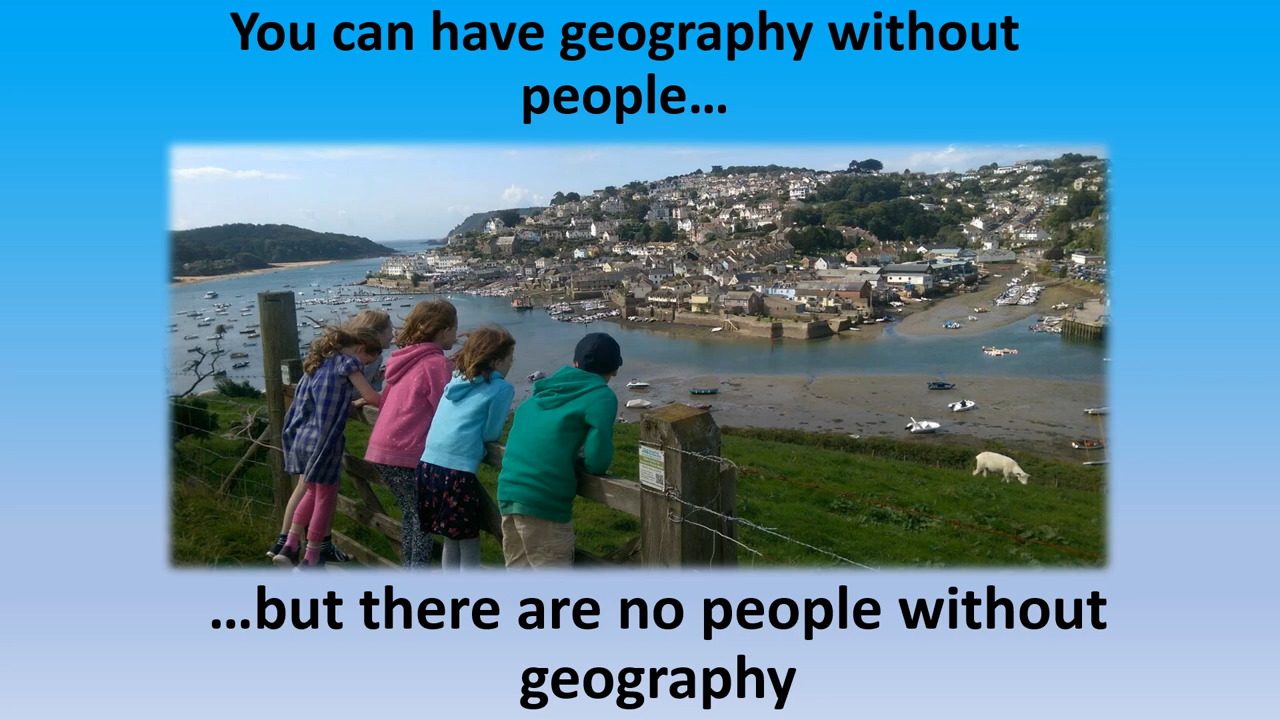 You can have geography without
people…
…but there are no people without
geography